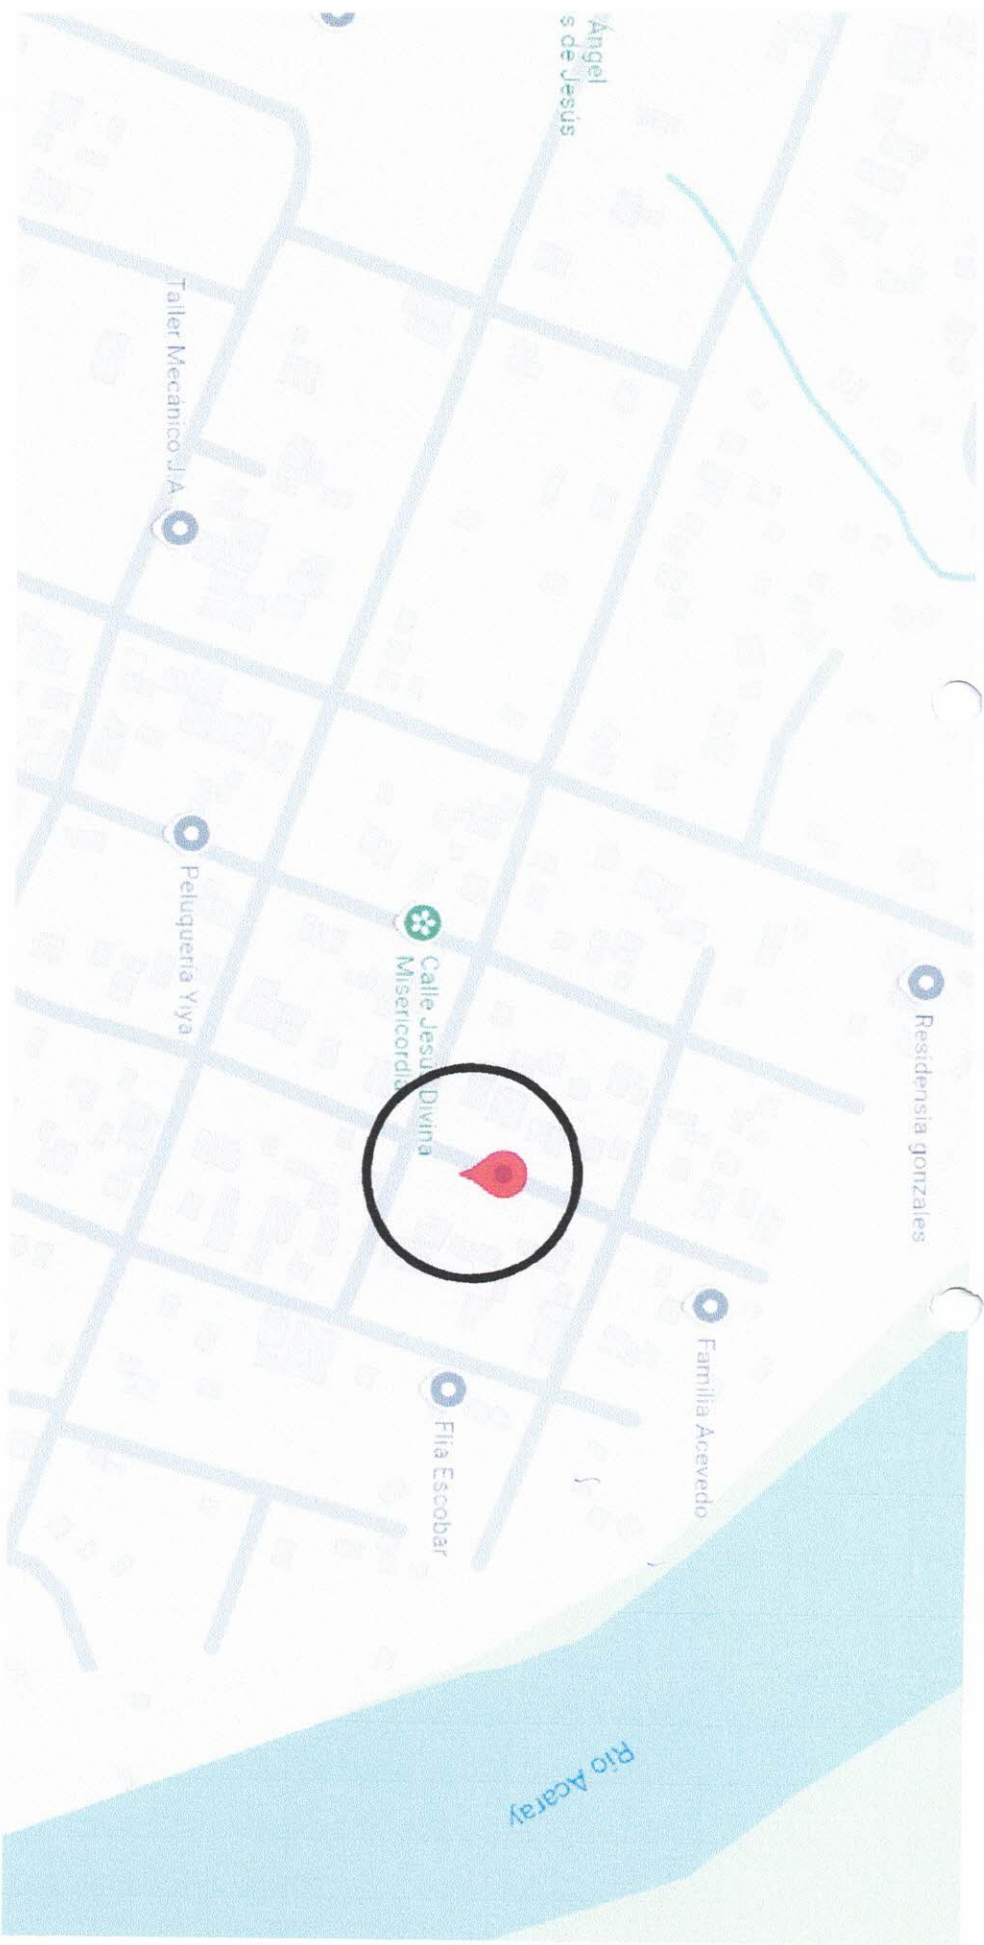 Residensia gonzales
Familia Acevedo
Ángel
s de Jesús
Río Acaray
Flia Escobar
Calle Jesús Divina
Misericordia
Peluquería Yiya
Taller Mecánico J.A